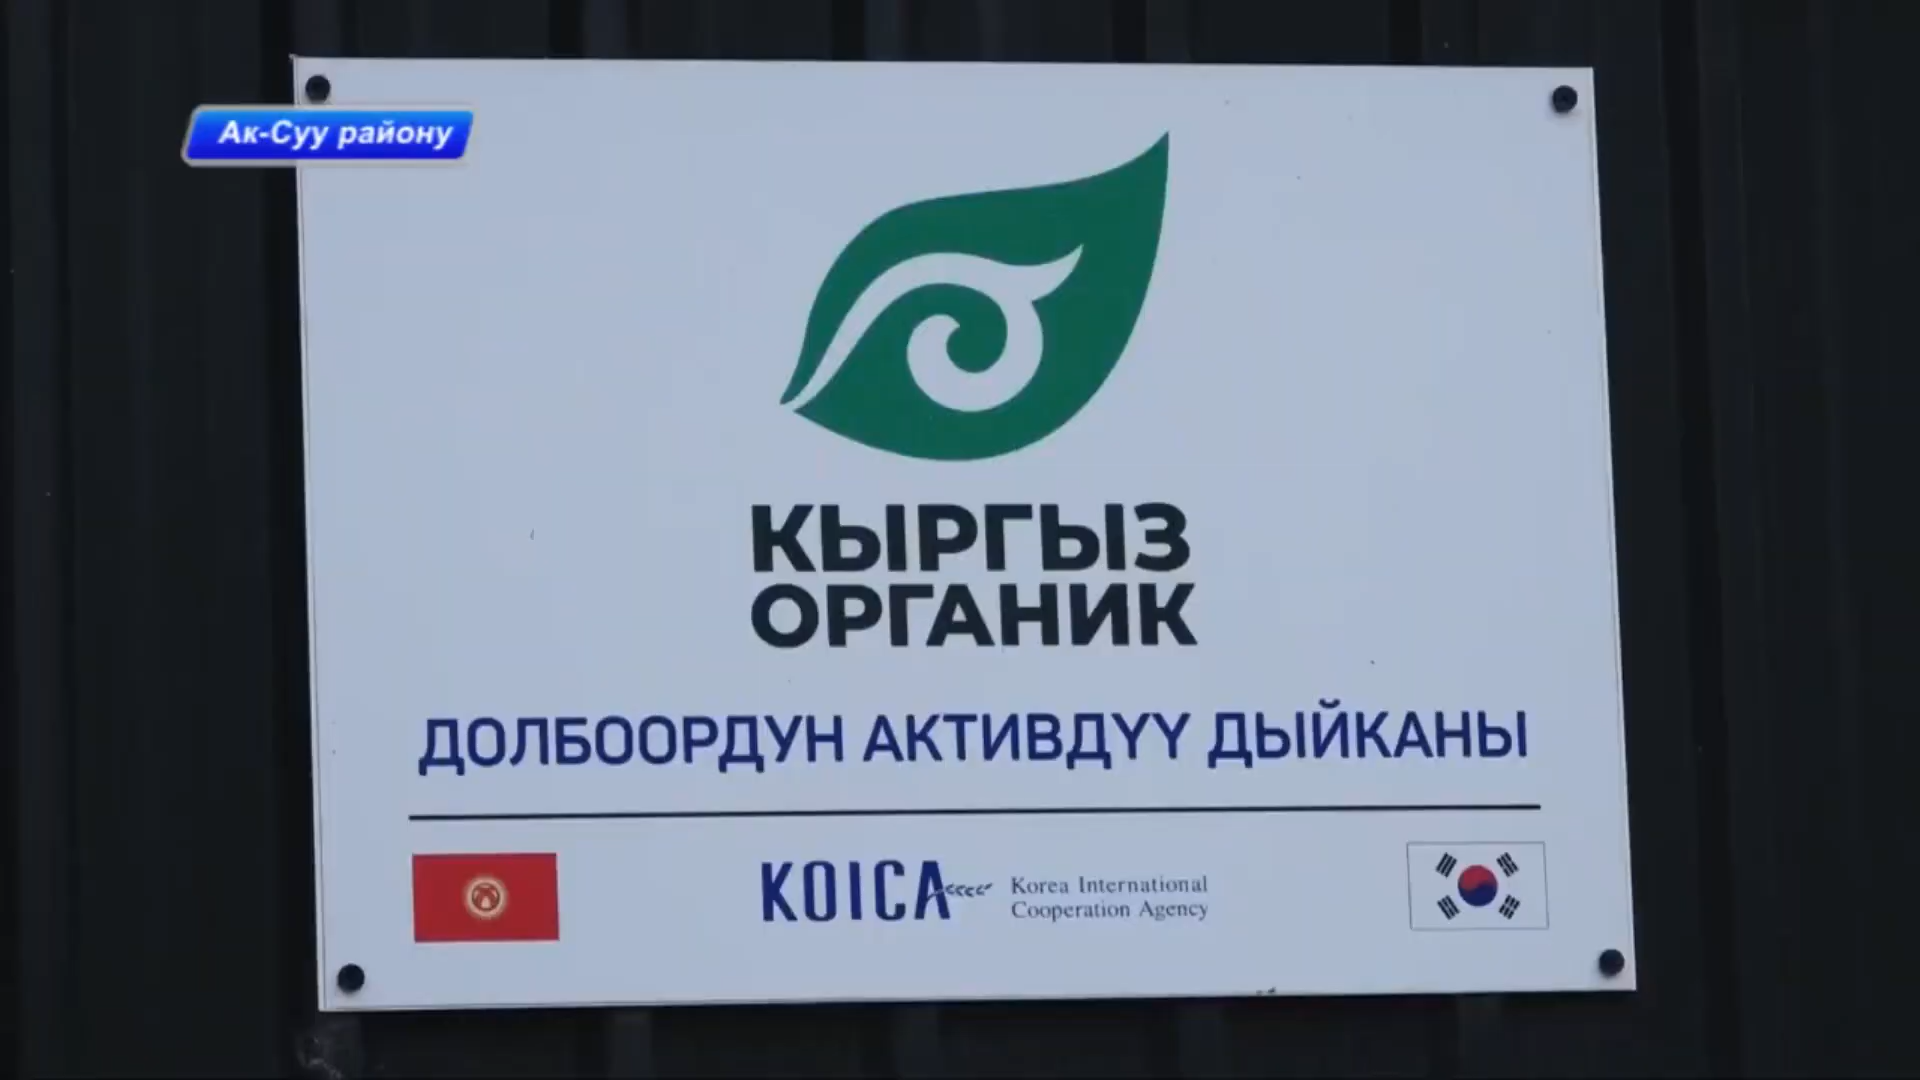 Ак-Суу району
КЫРГЫЗ
ОРГАНИК
ДОЛБООРДУН АКТИВДҮҮ ДЫЙКАНЫ
KOICA
Korea International
Cooperation Agency